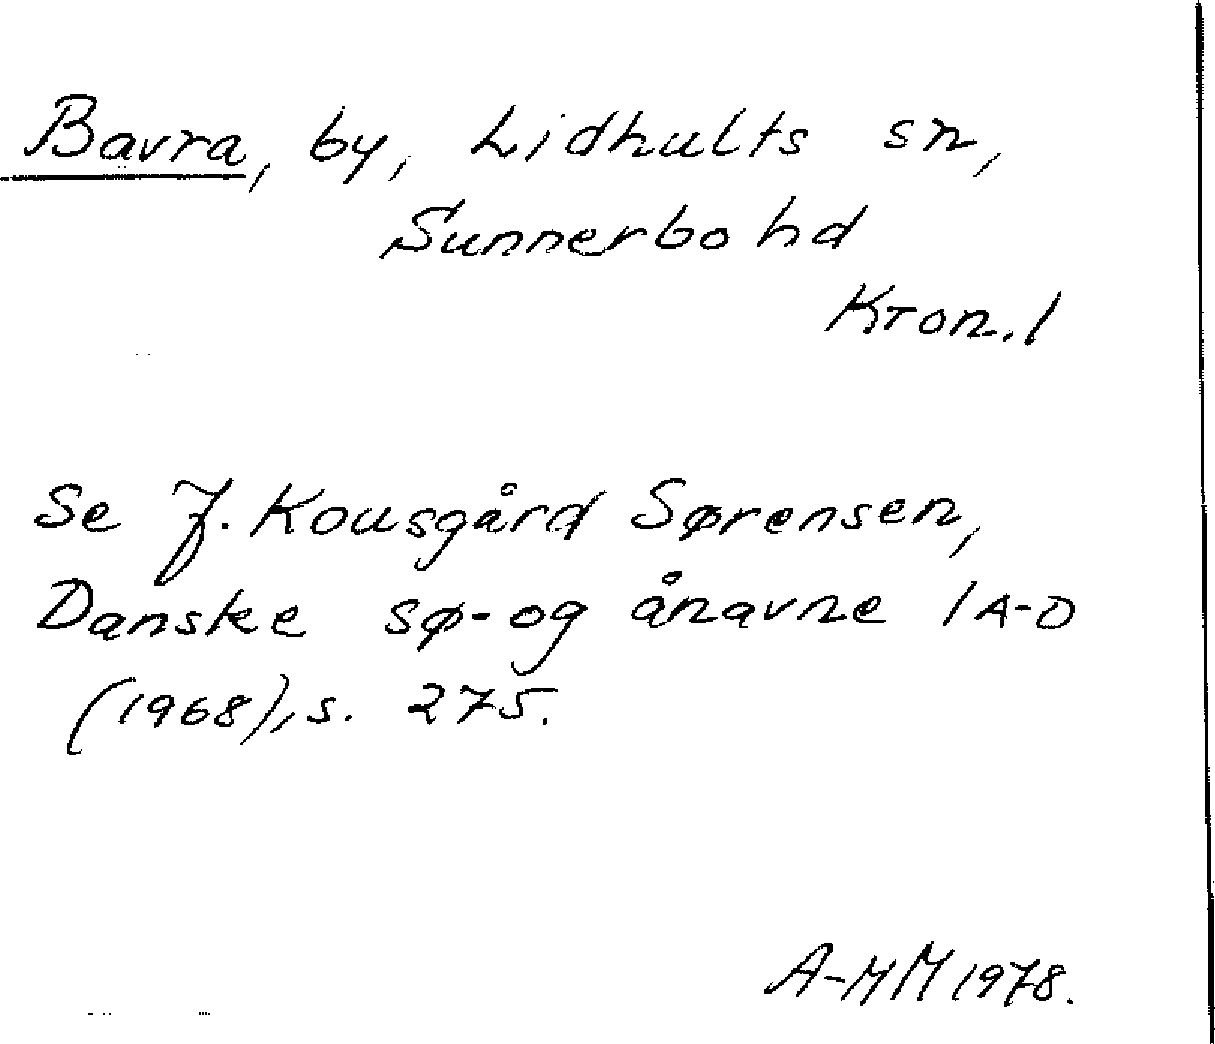 Bavra, by, Lidhults sn,
Sunnerbo hd
Kron. l
Se J. Kousgård Sørensen,
Danske sø- og ånavne 1 A-D
(1968), s. 275.
A-MM 1978.